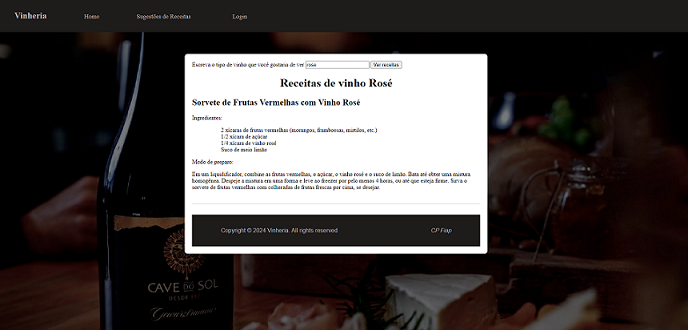 Vinheria Home Sugestões de Receitas Login
Escreva o tipo de vinho que você gostaria de ver rose Ver receitas
Receitas de vinho Rosé
Sorvete de Frutas Vermelhas com Vinho Rosé
Ingredientes:
2 xícaras de frutas vermelhas (morangos, framboesas, mirtilos, etc.)
1/2 xícara de açúcar
1/4 xícara de vinho rosé
Suco de meio limão
Modo de preparo:
Em um liquidificador, combine as frutas vermelhas, o açúcar, o vinho rosé e o suco de limão. Bata até obter uma mistura
homogênea. Despeje a mistura em uma forma e leve ao freezer por pelo menos 4 horas, ou até que esteja firme. Sirva o
sorvete de frutas vermelhas com colheradas de frutas frescas por cima, se desejar.
Copyright © 2024 Vinheria. All rights reserved CP Fiap
CAVE DO SOL
DESDE
Gewürztraminer